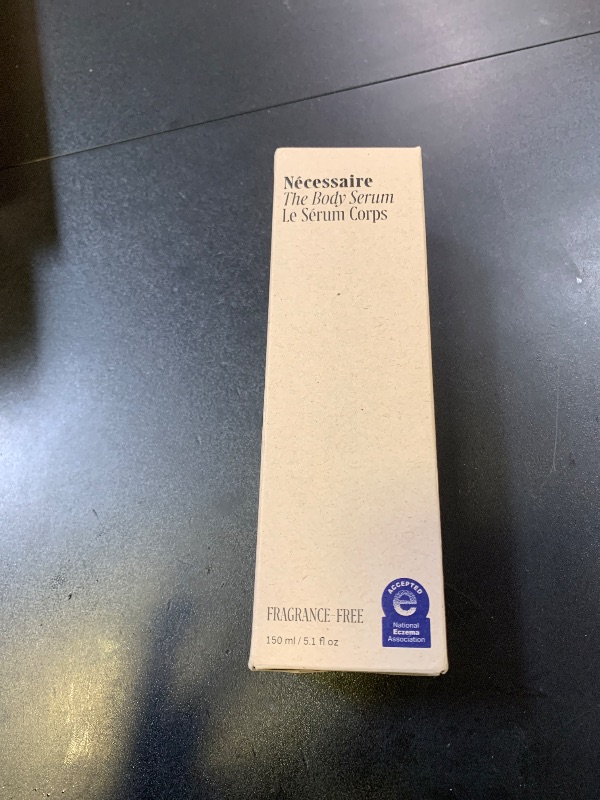 Nécessaire
The Body Serum
Le Sérum Corps
FRAGRANCE-FREE
150 ml / 5.1 fl oz
ACCEPTED
National
Eczema
Association